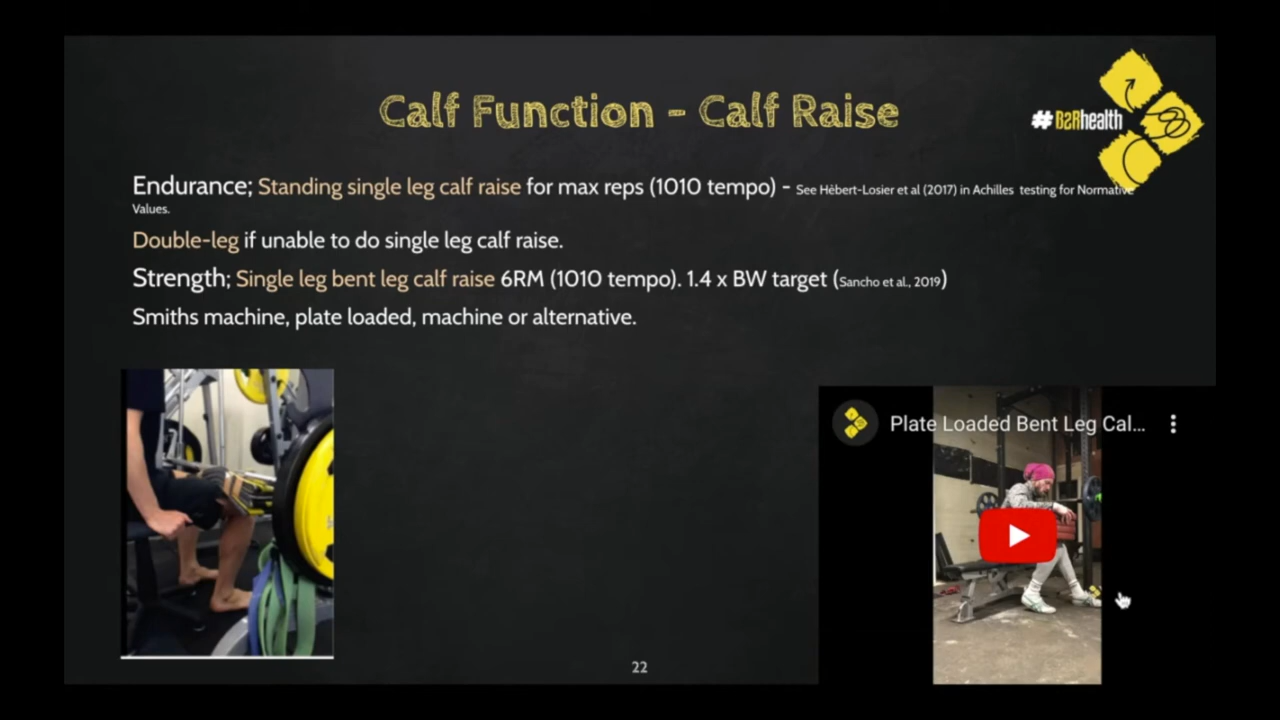 Calf Function - Calf Raise
# B2Rhealth
Endurance; Standing single leg calf raise for max reps (1010 tempo) - See Hèbert-Losier et al (2017) in Achilles testing for Normative
Values.
Double-leg if unable to do single leg calf raise.
Strength; Single leg bent leg calf raise 6RM (1010 tempo). 1.4 x BW target (Sancho et al., 2019)
Smiths machine, plate loaded, machine or alternative.
Plate Loaded Bent Leg Cal...
22